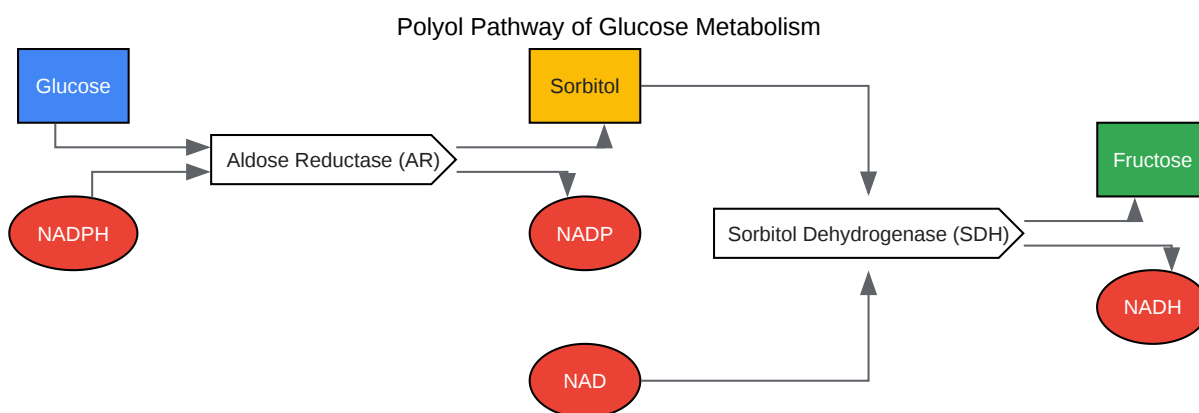 Polyol Pathway of Glucose Metabolism
Glucose
Sorbitol
Aldose Reductase (AR)
Fructose
NADPH
NADP
Sorbitol Dehydrogenase (SDH)
NADH
NAD